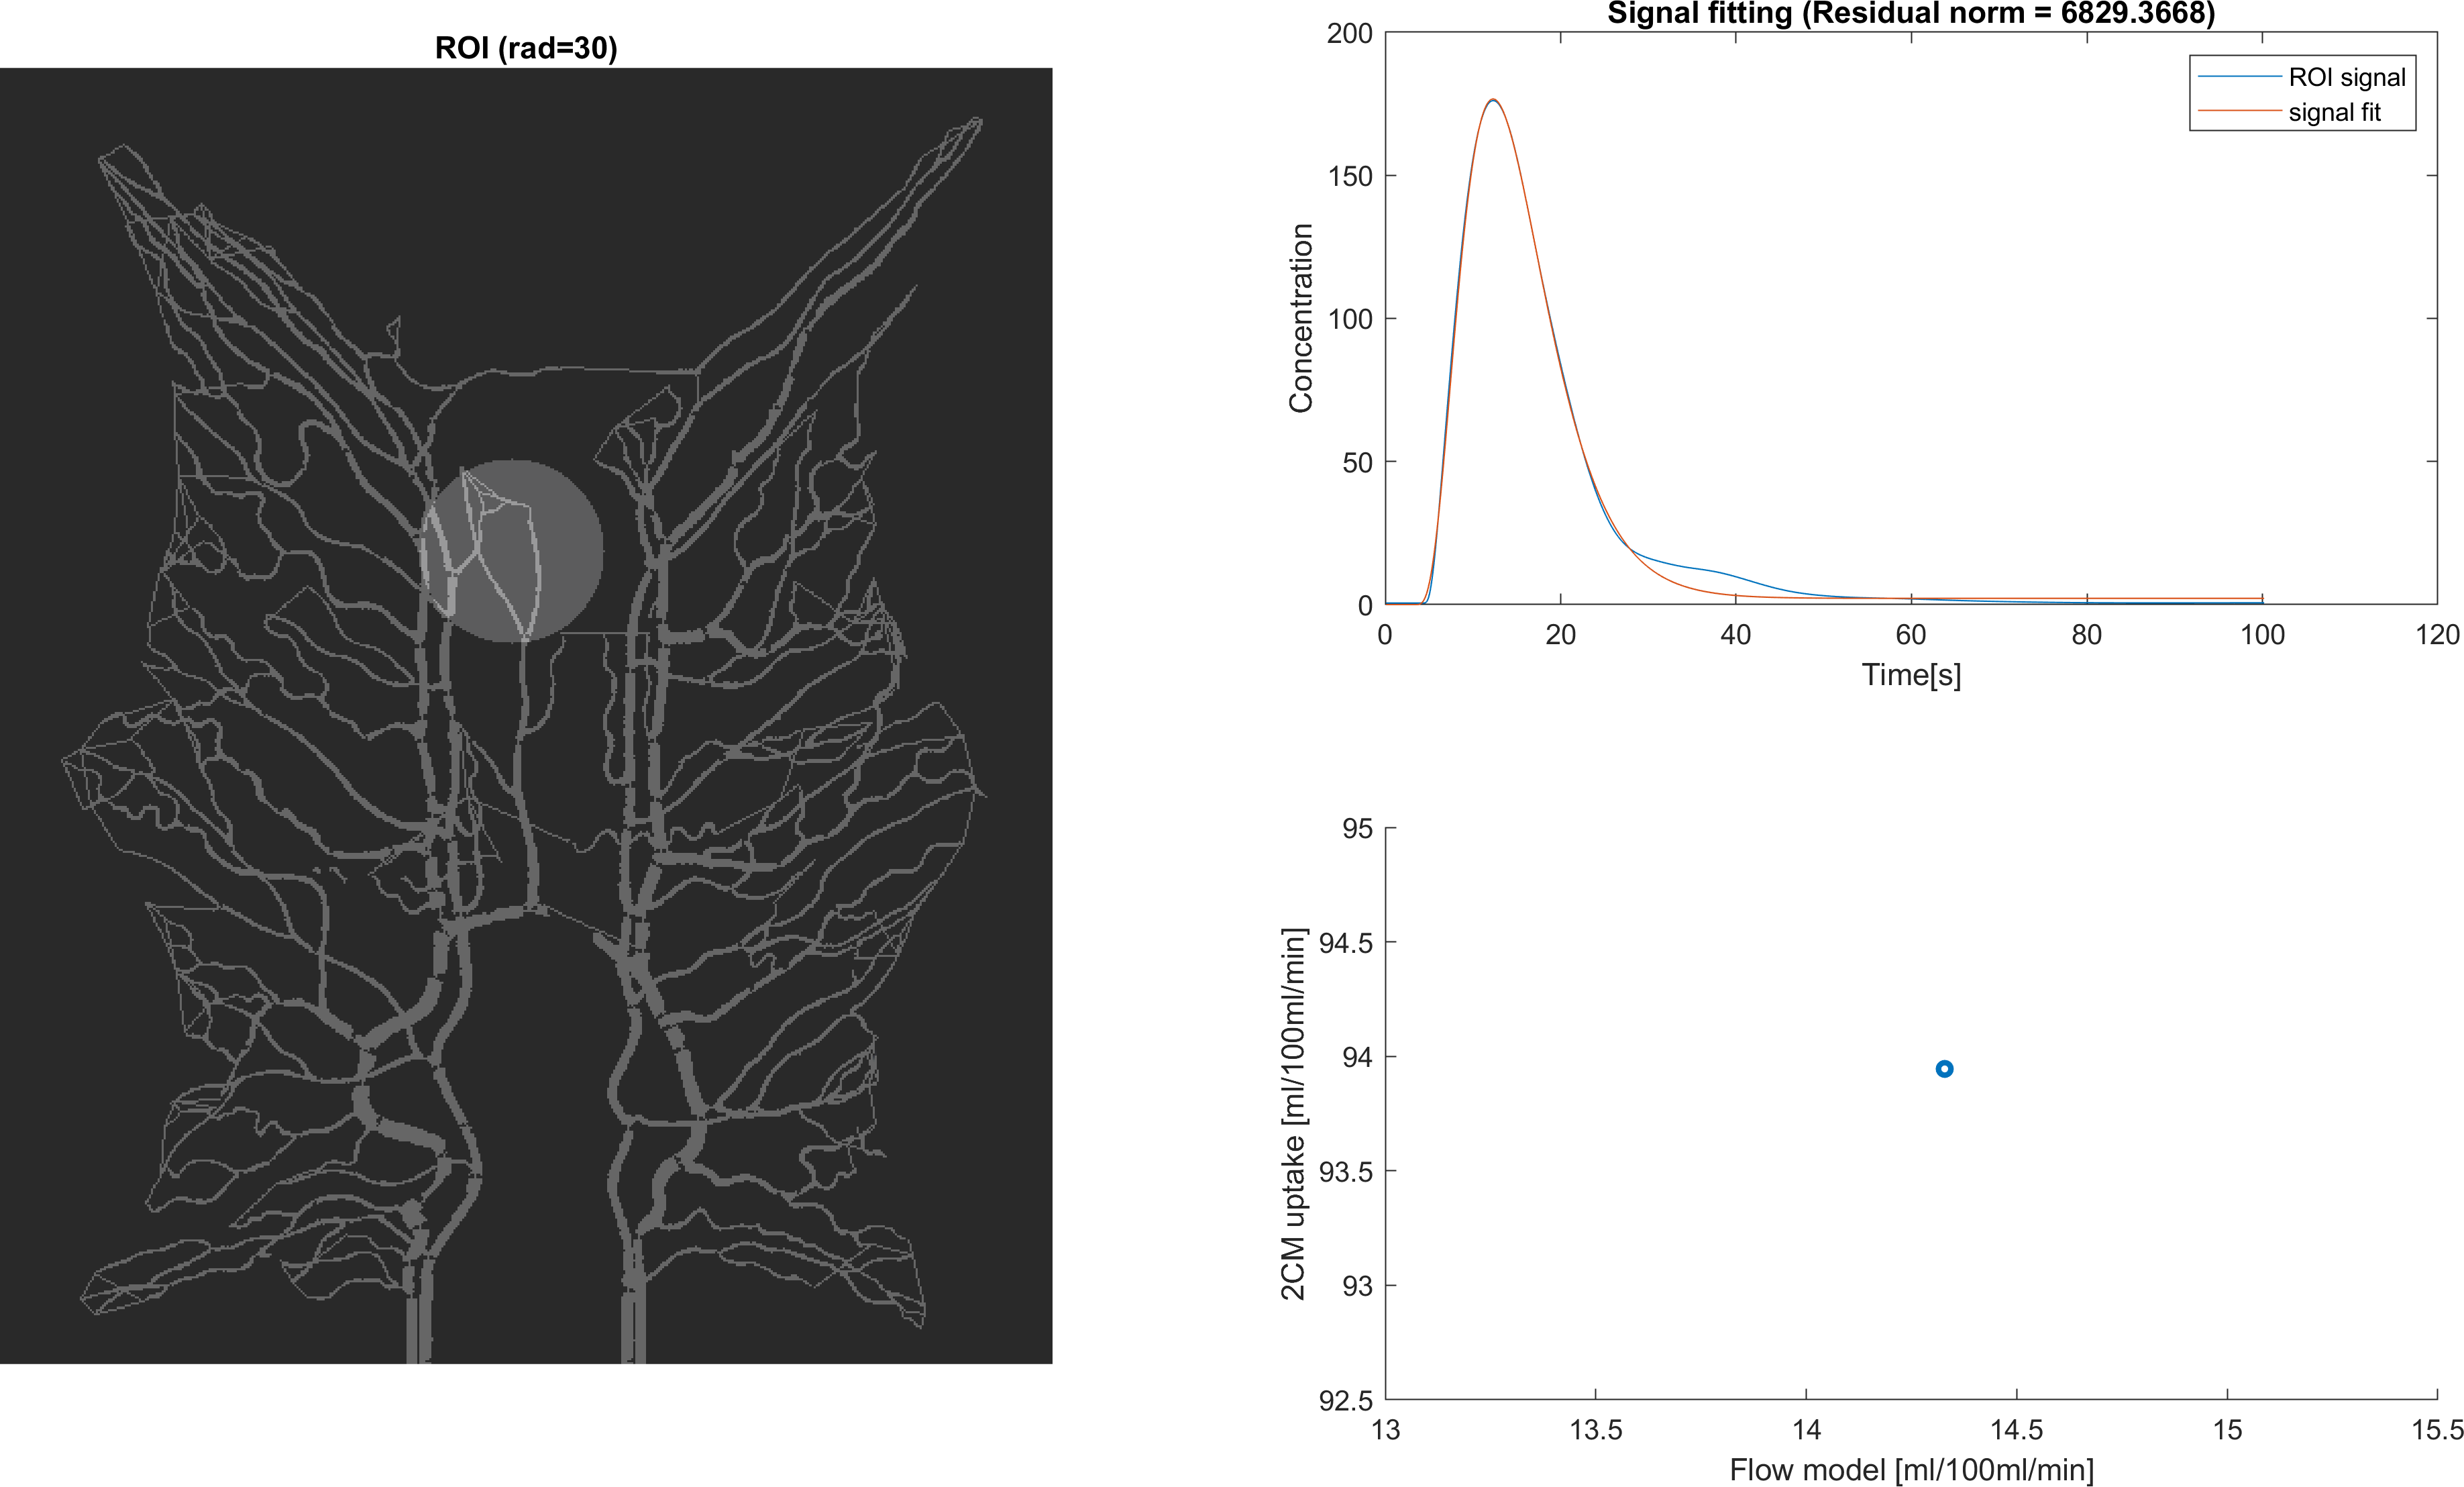 ROI (rad=30)
Signal fitting (Residual norm = 6829.3668)
200
150
100
50
0
Concentration
ROI signal
signal fit
0 20 40 60 80 100 120
Time[s]
95
94.5
94
93.5
93
92.5
2CM uptake [ml/100ml/min]
13 13.5 14 14.5 15 15.5
Flow model [ml/100ml/min]